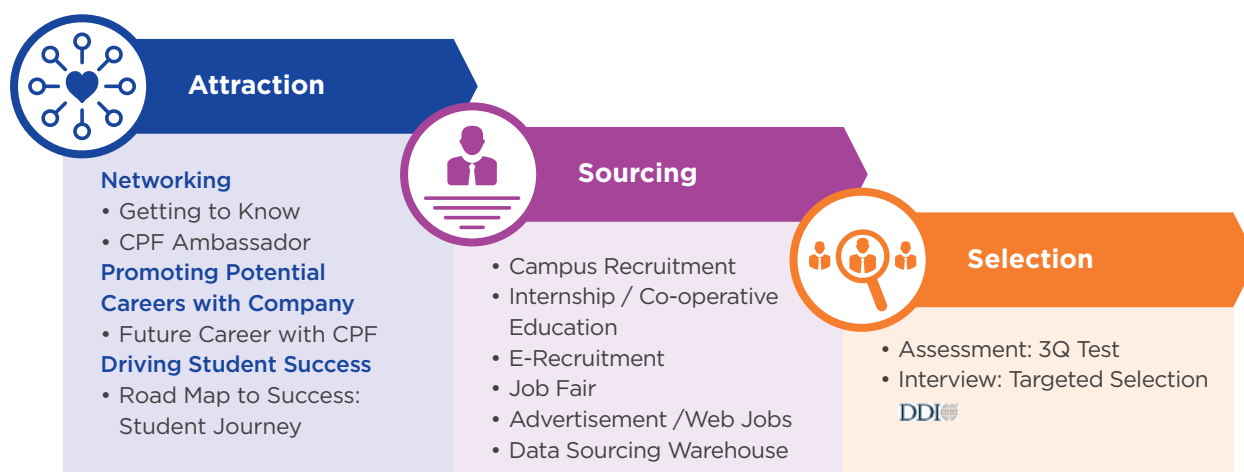 Attraction
Networking
• Getting to Know
• CPF Ambassador
Promoting Potential
Careers with Company
• Future Career with CPF
Driving Student Success
• Road Map to Success:
Student Journey
Sourcing
• Campus Recruitment
• Internship / Co-operative
Education
• E-Recruitment
• Job Fair
• Advertisement /Web Jobs
• Data Sourcing Warehouse
Selection
• Assessment: 3Q Test
• Interview: Targeted Selection
DDI